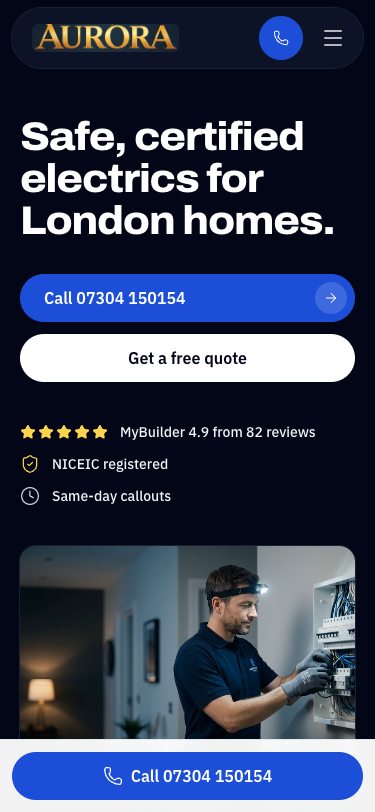 AURORA
Safe, certified
electrics for
London homes.
Call 07304 150154
Get a free quote
MyBuilder 4.9 from 82 reviews
NICEIC registered
Same-day callouts
Call 07304 150154